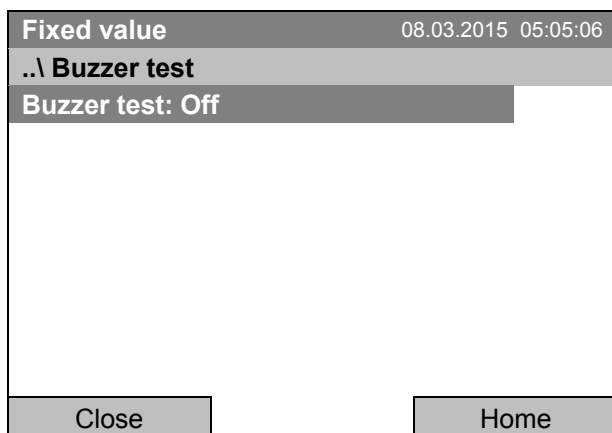 Fixed value 08.03.2015 05:05:06
..\ Buzzer test
Buzzer test: Off
Close Home